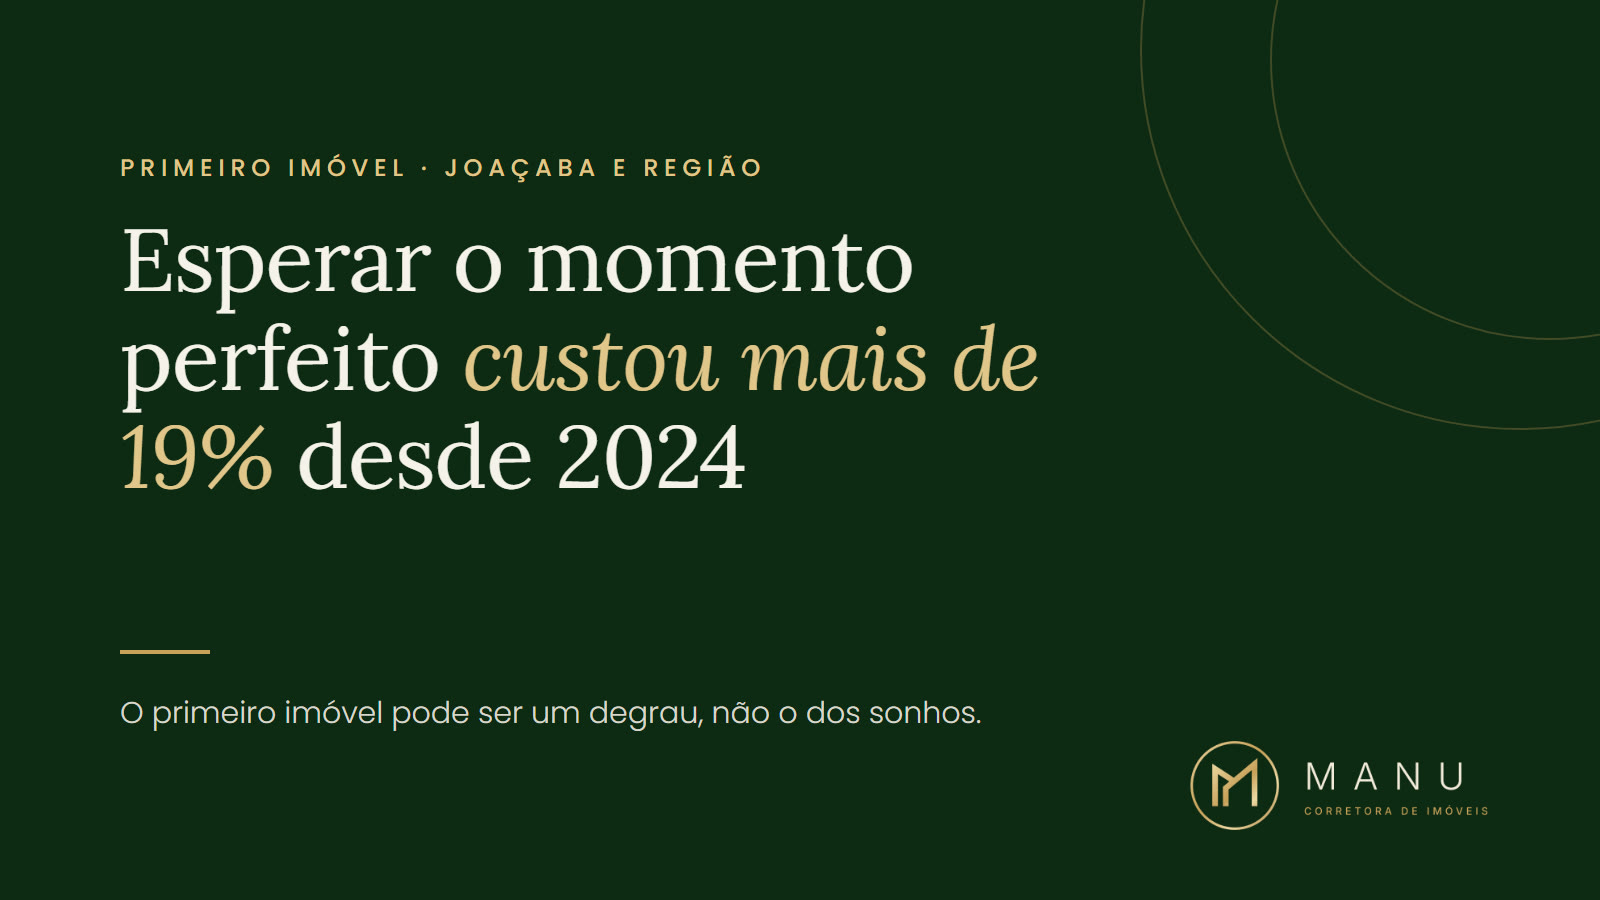 PRIMEIRO IMÓVEL · JOAÇABA E REGIÃO
Esperar o momento
perfeito custou mais de
19% desde 2024
O primeiro imóvel pode ser um degrau, não o dos sonhos.
MANU
CORRETORA DE IMÓVEIS